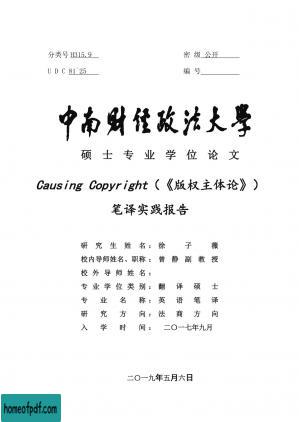 分类号 H315.9 密 级 公开
U D C 81'25 编 号
中南财经政法大学
硕士专业学位论文
Causing Copyright（《版权主体论》）
笔译实践报告
研究生姓名：徐子薇
校内导师姓名、职称：曾静副教授
校外导师姓名：
专业学位类别：翻译硕士
专业名称：英语笔译
研究方向：法商方向
入学时间：二〇一七年九月
二〇一九年五月六日
homeofpdf.com